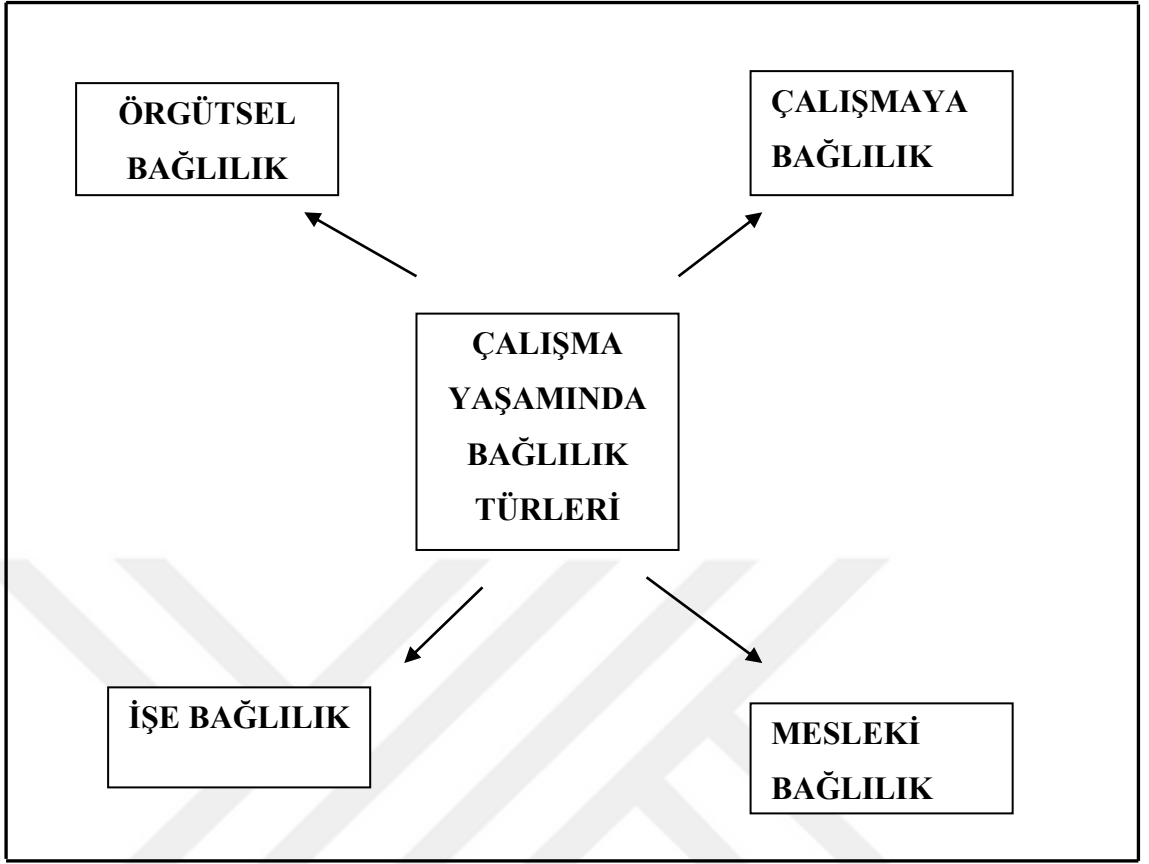 ÖRGÜTSEL
BAĞLILIK
ÇALIŞMAYA
BAĞLILIK
ÇALIŞMA
YAŞAMINDA
BAĞLILIK
TÜRLERİ
İŞE BAĞLILIK
MESLEKİ
BAĞLILIK